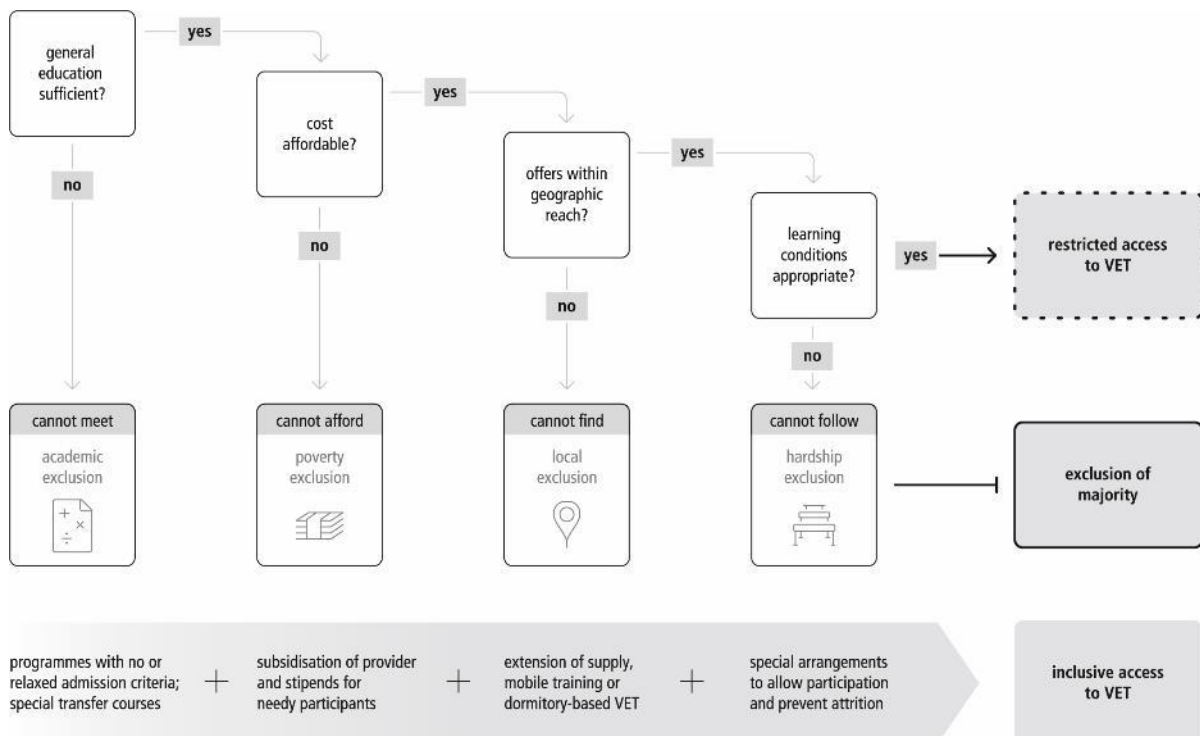 general
education
sufficient?
yes
no
cost
affordable?
yes
no
offers within
geographic
reach?
yes
no
learning
conditions
appropriate?
yes
no
restricted access
to VET
cannot meet
academic
exclusion
cannot afford
poverty
exclusion
cannot find
local
exclusion
cannot follow
hardship
exclusion
exclusion of
majority
programmes with no or
relaxed admission criteria;
special transfer courses
+
subsidisation of provider
and stipends for
needy participants
+
extension of supply,
mobile training or
dormitory-based VET
+
special arrangements
to allow participation
and prevent attrition
inclusive access
to VET